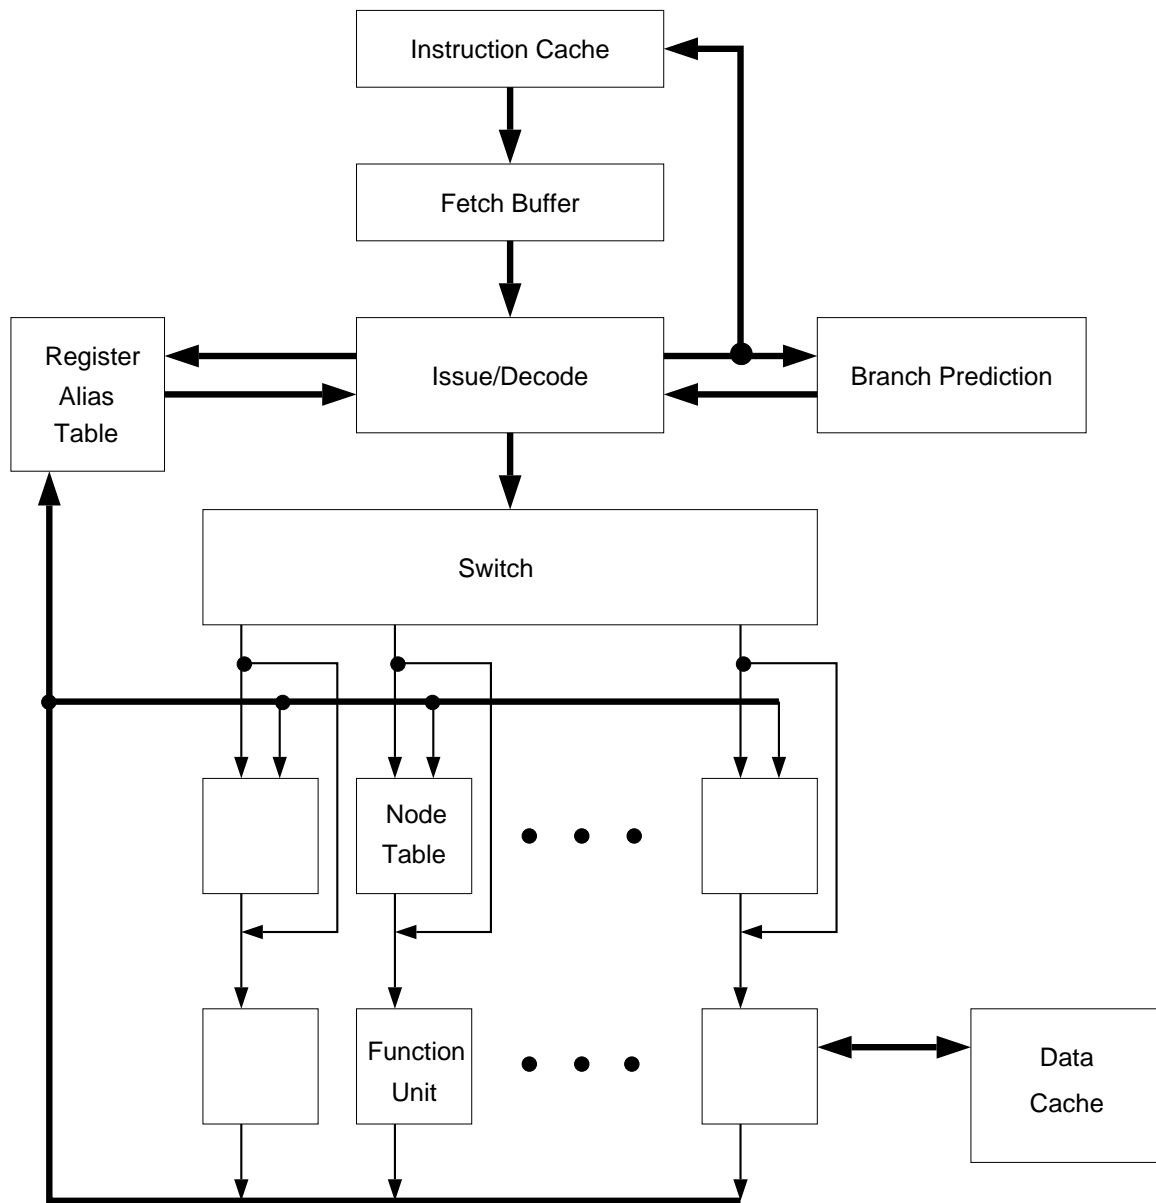 Instruction Cache
Fetch Buffer
Register
Alias
Table
Issue/Decode
Branch Prediction
Switch
Node
Table
Function
Unit
Data
Cache